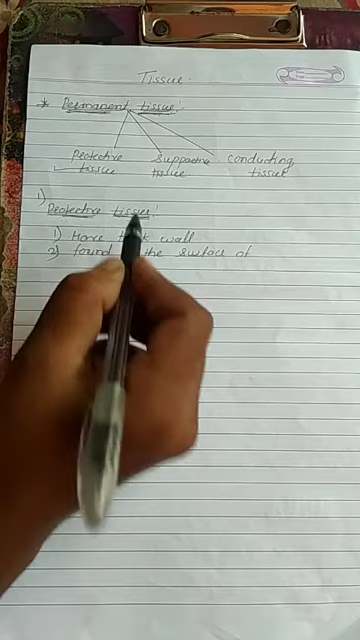 Tissue.
* Permanent tissue:
Protective tissue
Supportive tissue
Conducting tissue
1)
Protective tissue:
1) Have wall
2) found the surface of